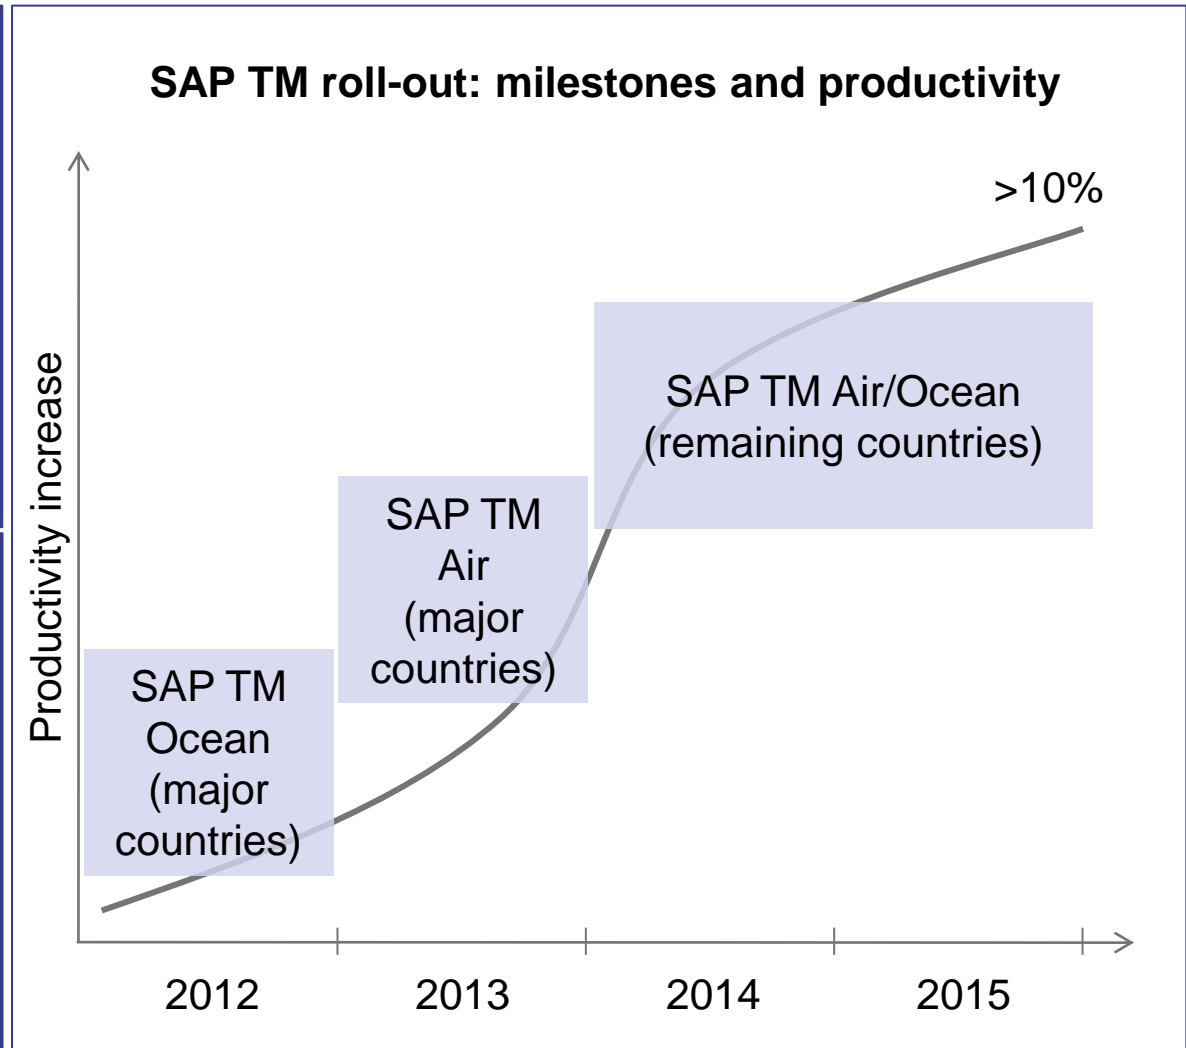 SAP TM roll-out: milestones and productivity
>10%
Productivity increase
SAP TM Air/Ocean
(remaining countries)
SAP TM
Air
(major
countries)
SAP TM
Ocean
(major
countries)
2012
2013
2014
2015